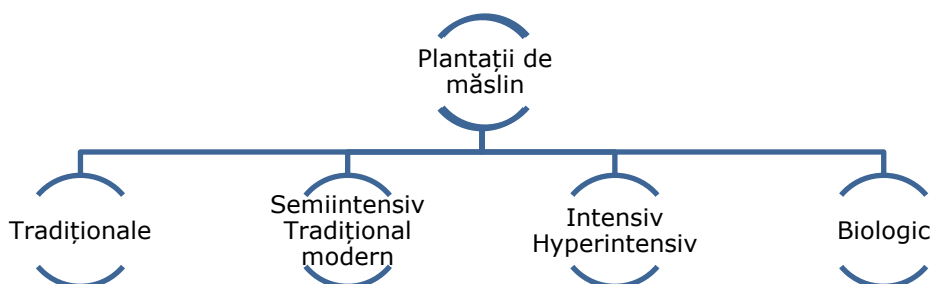 Plantații de
măslin
Tradiționale
Semiintensiv
Tradițional
modern
Intensiv
Hyperintensiv
Biologic